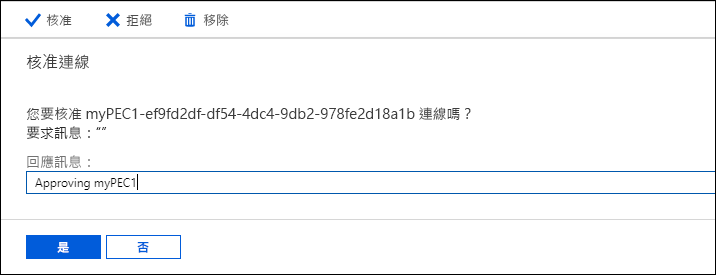 核准 拒絕 移除
核准連線
您要核准 myPEC1-ef9fd2df-df54-4dc4-9db2-978fe2d18a1b 連線嗎？
要求訊息：“”
回應訊息：
Approving myPEC1
是 否